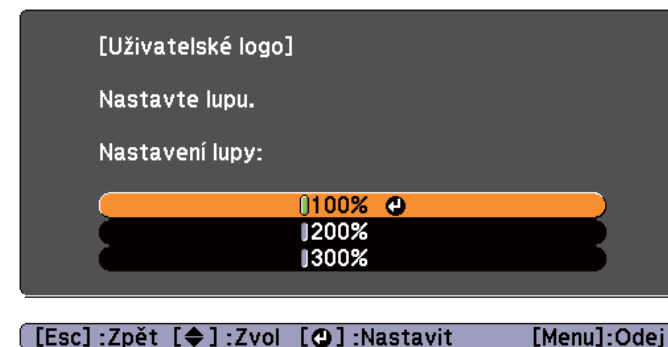 [Uživatelské logo]
Nastavte lupu.
Nastavení lupy:
100%
200%
300%
[Esc] :Zpět [◆] :Zvol [⏎] :Nastavit [Menu]:Odej